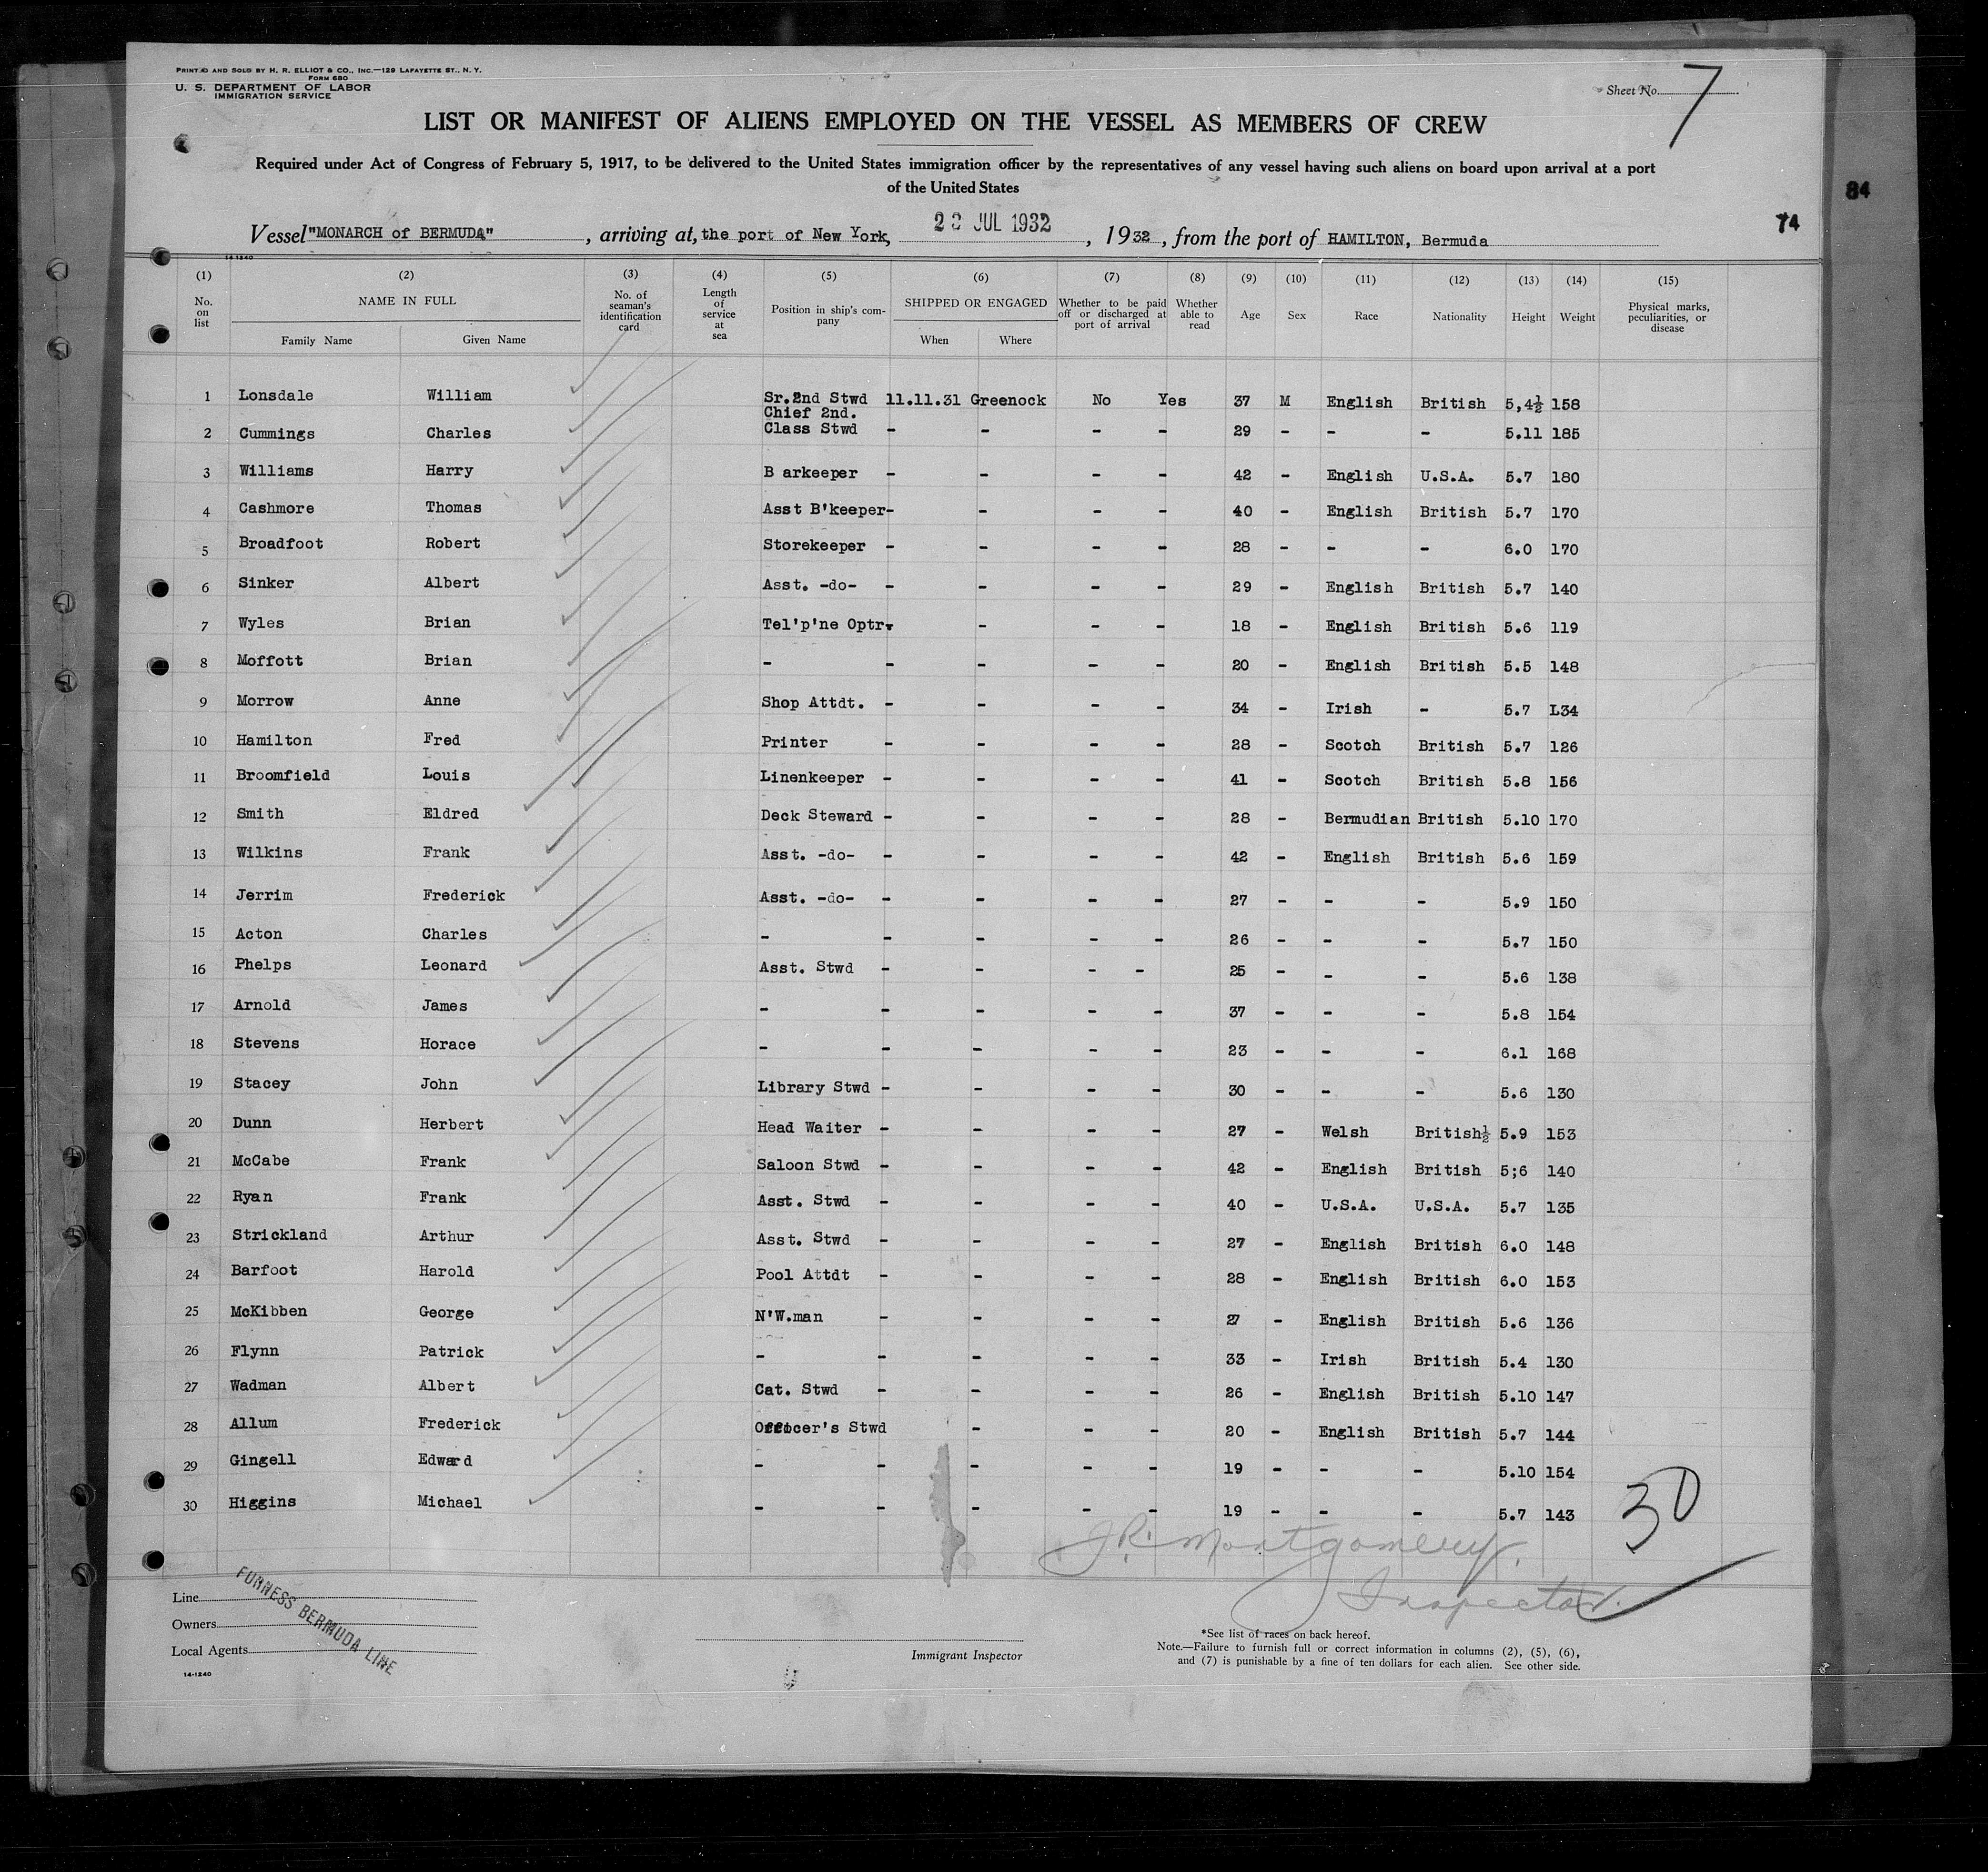 PRINTED AND SOLD BY H. R. ELLIOT & CO., INC.—129 LAFAYETTE ST., N. Y.
FORM 680
U. S. DEPARTMENT OF LABOR
IMMIGRATION SERVICE
Sheet No. 7
LIST OR MANIFEST OF ALIENS EMPLOYED ON THE VESSEL AS MEMBERS OF CREW
Required under Act of Congress of February 5, 1917, to be delivered to the United States immigration officer by the representatives of any vessel having such aliens on board upon arrival at a port
of the United States
84
74
Vessel "MONARCH of BERMUDA", arriving at, the port of New York, JUL 1932, 1932, from the port of HAMILTON, Bermuda
14-1240
(1) (2) (3) (4) (5) (6) (7) (8) (9) (10) (11) (12) (13) (14) (15)
No. on list NAME IN FULL Family Name Given Name No. of seaman's identification card Length of service at sea Position in ship's company SHIPPED OR ENGAGED When Where Whether to be paid off or discharged at port of arrival Whether able to read Age Sex Race Nationality Height Weight Physical marks, peculiarities, or disease
1 Lonsdale William Sr.2nd Stwd 11.11.31 Greenock No Yes 37 M English British 5,4½ 158
2 Cummings Charles Chief 2nd. Class Stwd - - - - 29 - - - 5.11 185
3 Williams Harry B arkeeper - - - - 42 - English U.S.A. 5.7 180
4 Cashmore Thomas Asst B'keeper- - - - 40 - English British 5.7 170
5 Broadfoot Robert Storekeeper - - - - 28 - - - 6.0 170
6 Sinker Albert Asst. -do- - - - - 29 - English British 5.7 140
7 Wyles Brian Tel'p'ne Optr. - - - 18 - English British 5.6 119
8 Moffott Brian - - - - - 20 - English British 5.5 148
9 Morrow Anne Shop Attdt. - - - - 34 - Irish - 5.7 L34
10 Hamilton Fred Printer - - - - 28 - Scotch British 5.7 126
11 Broomfield Louis Linenkeeper - - - - 41 - Scotch British 5.8 156
12 Smith Eldred Deck Steward - - - - 28 - Bermudian British 5.10 170
13 Wilkins Frank Asst. -do- - - - - 42 - English British 5.6 159
14 Jerrim Frederick Asst. -do- - - - - 27 - - - 5.9 150
15 Acton Charles - - - - - 26 - - - 5.7 150
16 Phelps Leonard Asst. Stwd - - - - 25 - - - 5.6 138
17 Arnold James - - - - - 37 - - - 5.8 154
18 Stevens Horace - - - - - 23 - - - 6.1 168
19 Stacey John Library Stwd - - - - 30 - - - 5.6 130
20 Dunn Herbert Head Waiter - - - - 27 - Welsh British½ 5.9 153
21 McCabe Frank Saloon Stwd - - - - 42 - English British 5;6 140
22 Ryan Frank Asst. Stwd - - - - 40 - U.S.A. U.S.A. 5.7 135
23 Strickland Arthur Asst. Stwd - - - - 27 - English British 6.0 148
24 Barfoot Harold Pool Attdt - - - - 28 - English British 6.0 153
25 McKibben George N'W.man - - - - 27 - English British 5.6 136
26 Flynn Patrick - - - - - 33 - Irish British 5.4 130
27 Wadman Albert Cat. Stwd - - - - 26 - English British 5.10 147
28 Allum Frederick Officer's Stwd - - - 20 - English British 5.7 144
29 Gingell Edward - - - - - 19 - - - 5.10 154
30 Higgins Michael - - - - - 19 - - - 5.7 143
30
J.R. Montgomery.
Inspector.
Line
Owners
Local Agents
FURNESS BERMUDA LINE
14-1240
Immigrant Inspector
*See list of races on back hereof.
Note.—Failure to furnish full or correct information in columns (2), (5), (6),
and (7) is punishable by a fine of ten dollars for each alien. See other side.